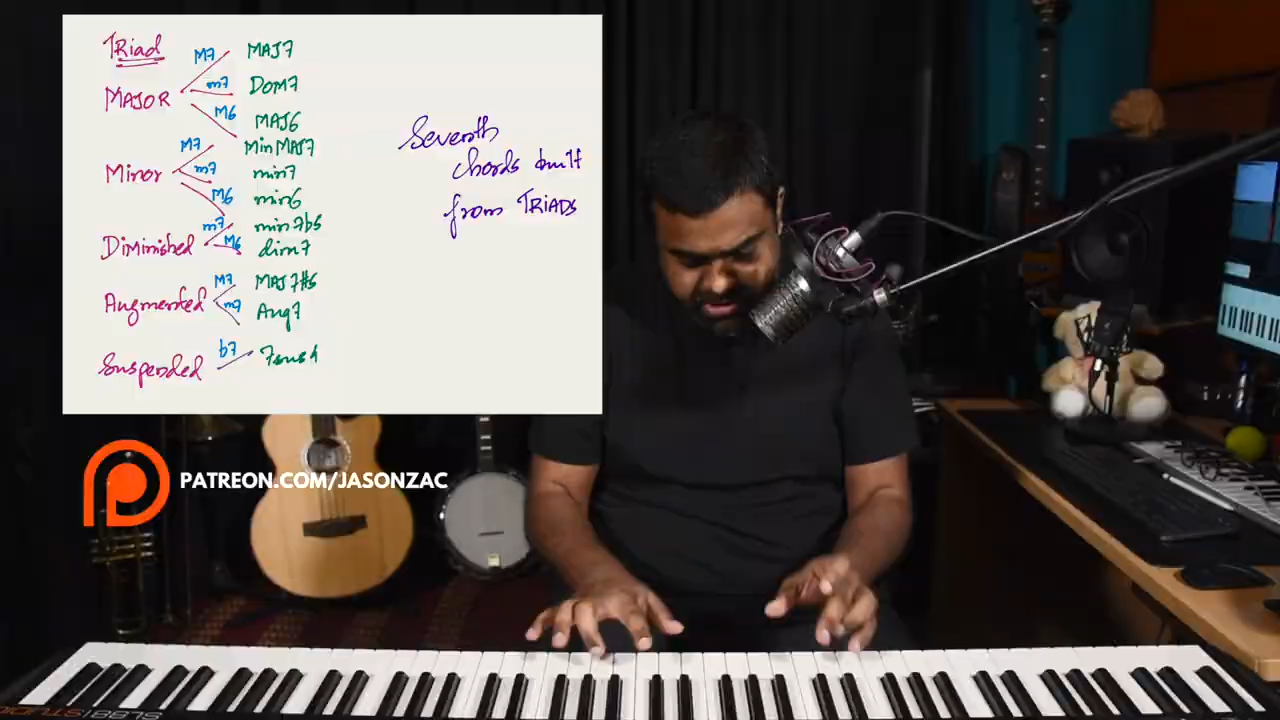 Triad
MAJOR
M7 MAJ7
m7 DOM7
M6 MAJ6
Minor
M7 MinMAJ7
m7 min7
M6 min6
Diminished
m7 min7b5
M6 dim7
Augmented
M7 MAJ7#5
m7 Aug7
Suspended
b7 7sus4
Seventh
chords built
from TRIADS
PATREON.COM/JASONZAC